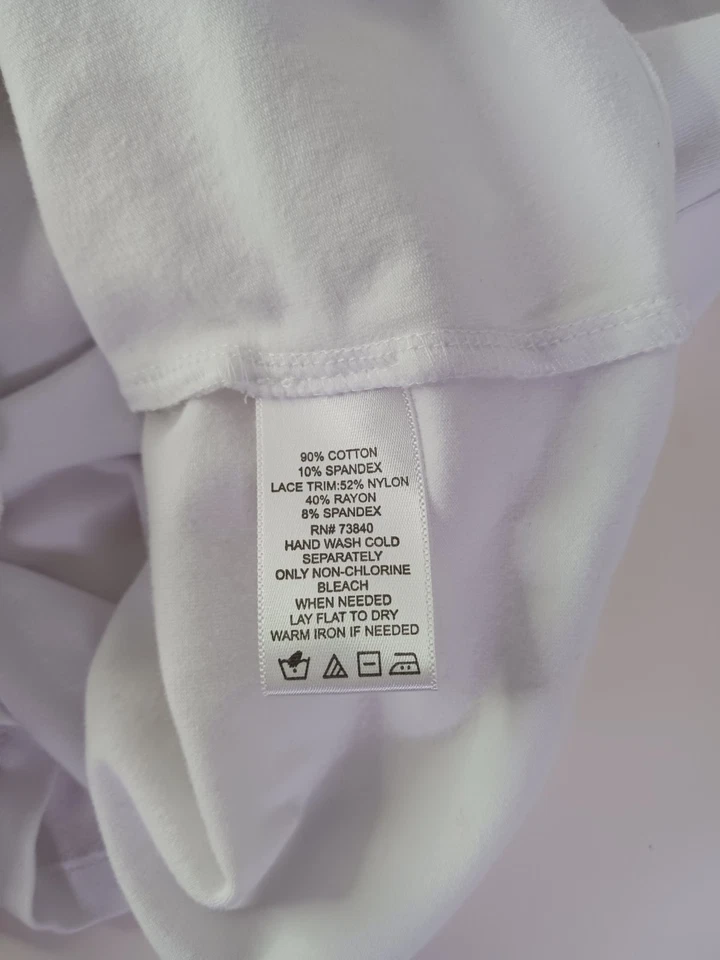 90% COTTON
10% SPANDEX
LACE TRIM:52% NYLON
40% RAYON
8% SPANDEX
RN# 73840
HAND WASH COLD
SEPARATELY
ONLY NON-CHLORINE
BLEACH
WHEN NEEDED
LAY FLAT TO DRY
WARM IRON IF NEEDED